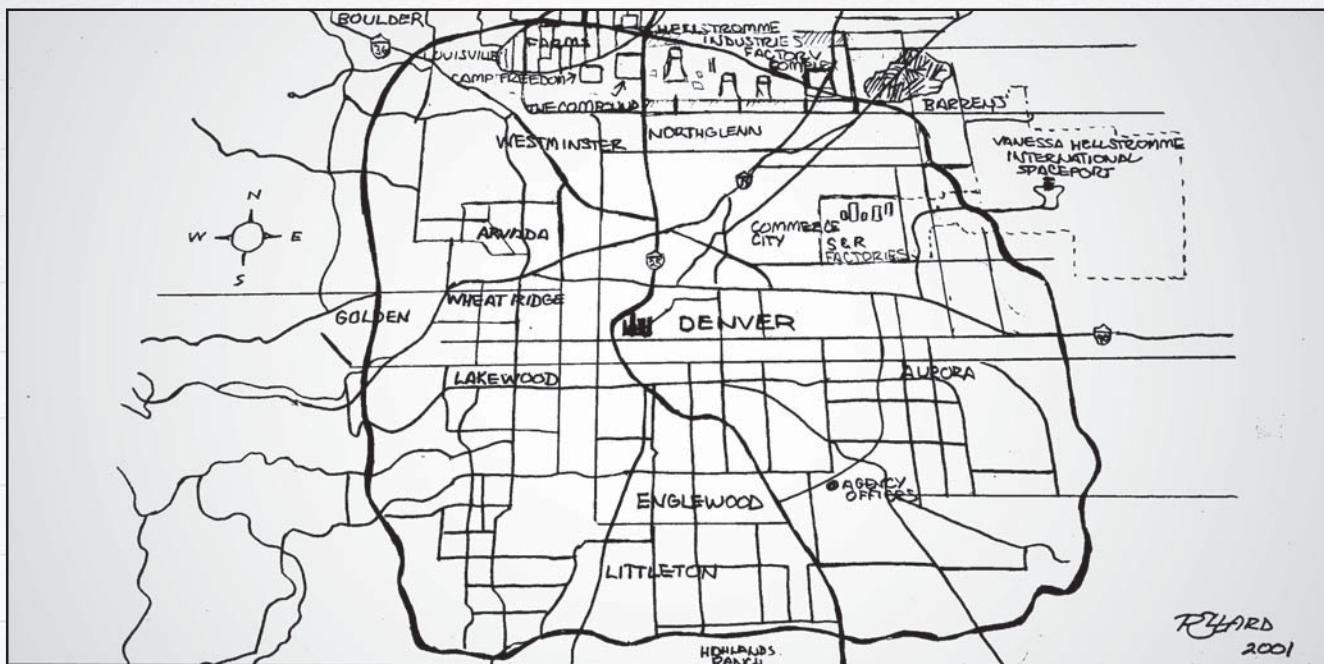 BOULDER
36
LOUISVILLE
FARMS
HELLSTROMME
INDUSTRIES
FACTORY
COMPLEX
CAMP FREEDOM
THE COMPOUND
BARRENS
WESTMINSTER
NORTHGLENN
VANESSA HELLSTROMME
INTERNATIONAL
SPACEPORT
N
W E
S
ARVADA
COMMERCE
CITY
S&R
FACTORIES
WHEAT RIDGE
GOLDEN
DENVER
LAKEWOOD
AURORA
ENGLEWOOD
AGENCY
OFFICES
LITTLETON
HIGHLANDS
RANCH
2001